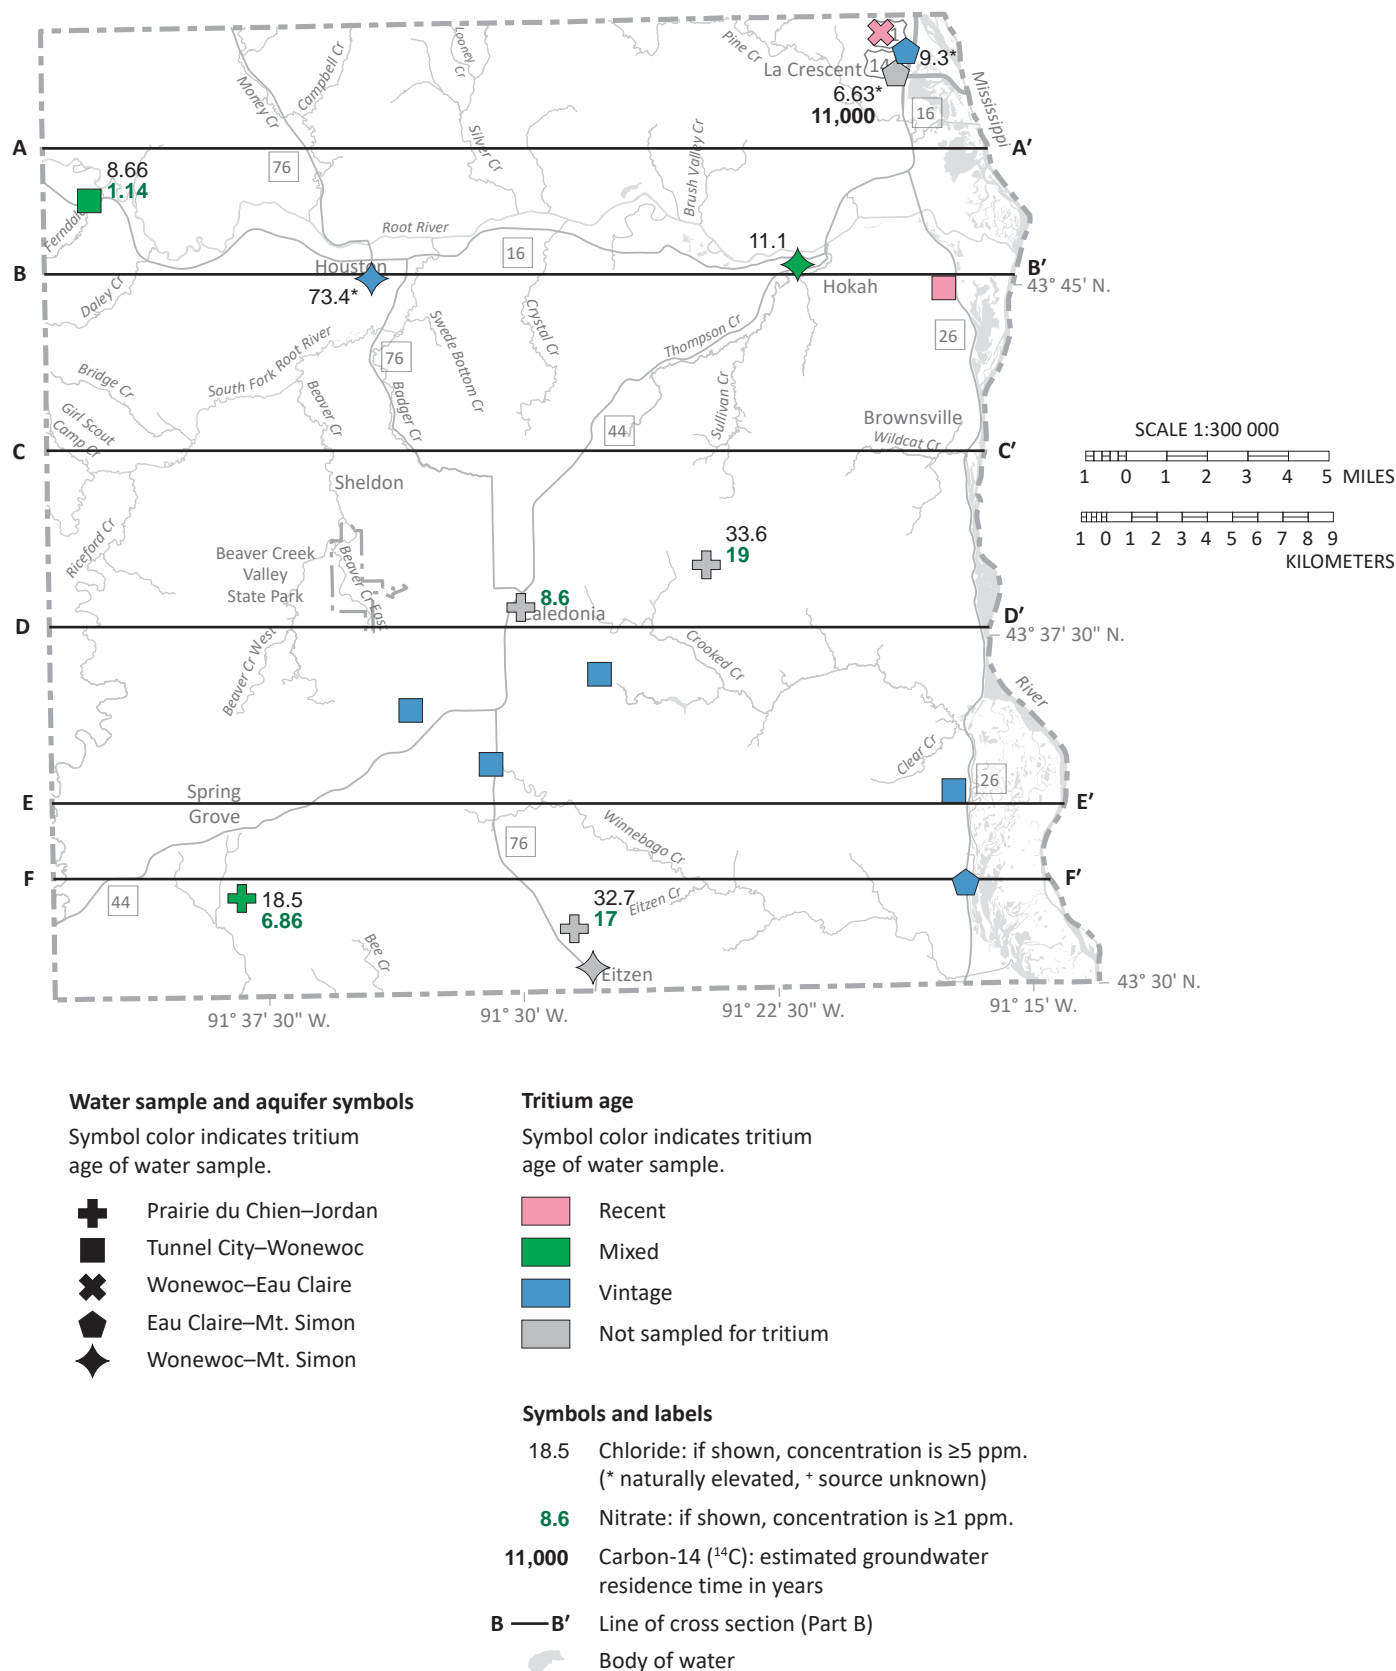 Pine Cr
La Crescent
14
1
9.3*
6.63*
11,000
16
Mississippi
Money Cr
Campbell Cr
Looney
Cr
Silver Cr
Brush Valley Cr
A
A′
76
8.66
1.14
Ferndale
Root River
16
11.1
B
Houston
B′
43° 45' N.
73.4*
Hokah
Daley Cr
26
Crystal Cr
Swede Bottom Cr
Thompson Cr
South Fork Root River
76
Bridge Cr
Beaver Cr
Badger Cr
Sullivan Cr
Girl Scout
Camp Cr
44
Brownsville
Wildcat Cr
C
C′
SCALE 1:300 000
1 0 1 2 3 4 5 MILES
1 0 1 2 3 4 5 6 7 8 9
KILOMETERS
Sheldon
Riceford Cr
Beaver Creek
Valley
State Park
Beaver Cr East
33.6
19
8.6
Caledonia
D
D′
43° 37' 30" N.
Beaver Cr West
Crooked Cr
River
Clear Cr
26
Spring
Grove
E
E′
Winnebago Cr
76
F
F′
44
18.5
6.86
32.7
17
Eitzen Cr
Bee Cr
Eitzen
43° 30' N.
91° 37' 30" W.
91° 30' W.
91° 22' 30" W.
91° 15' W.
Water sample and aquifer symbols
Symbol color indicates tritium
age of water sample.
Prairie du Chien–Jordan
Tunnel City–Wonewoc
Wonewoc–Eau Claire
Eau Claire–Mt. Simon
Wonewoc–Mt. Simon
Tritium age
Symbol color indicates tritium
age of water sample.
Recent
Mixed
Vintage
Not sampled for tritium
Symbols and labels
18.5 Chloride: if shown, concentration is ≥5 ppm.
(* naturally elevated, ⁺ source unknown)
8.6 Nitrate: if shown, concentration is ≥1 ppm.
11,000 Carbon-14 (¹⁴C): estimated groundwater
residence time in years
B B′ Line of cross section (Part B)
Body of water